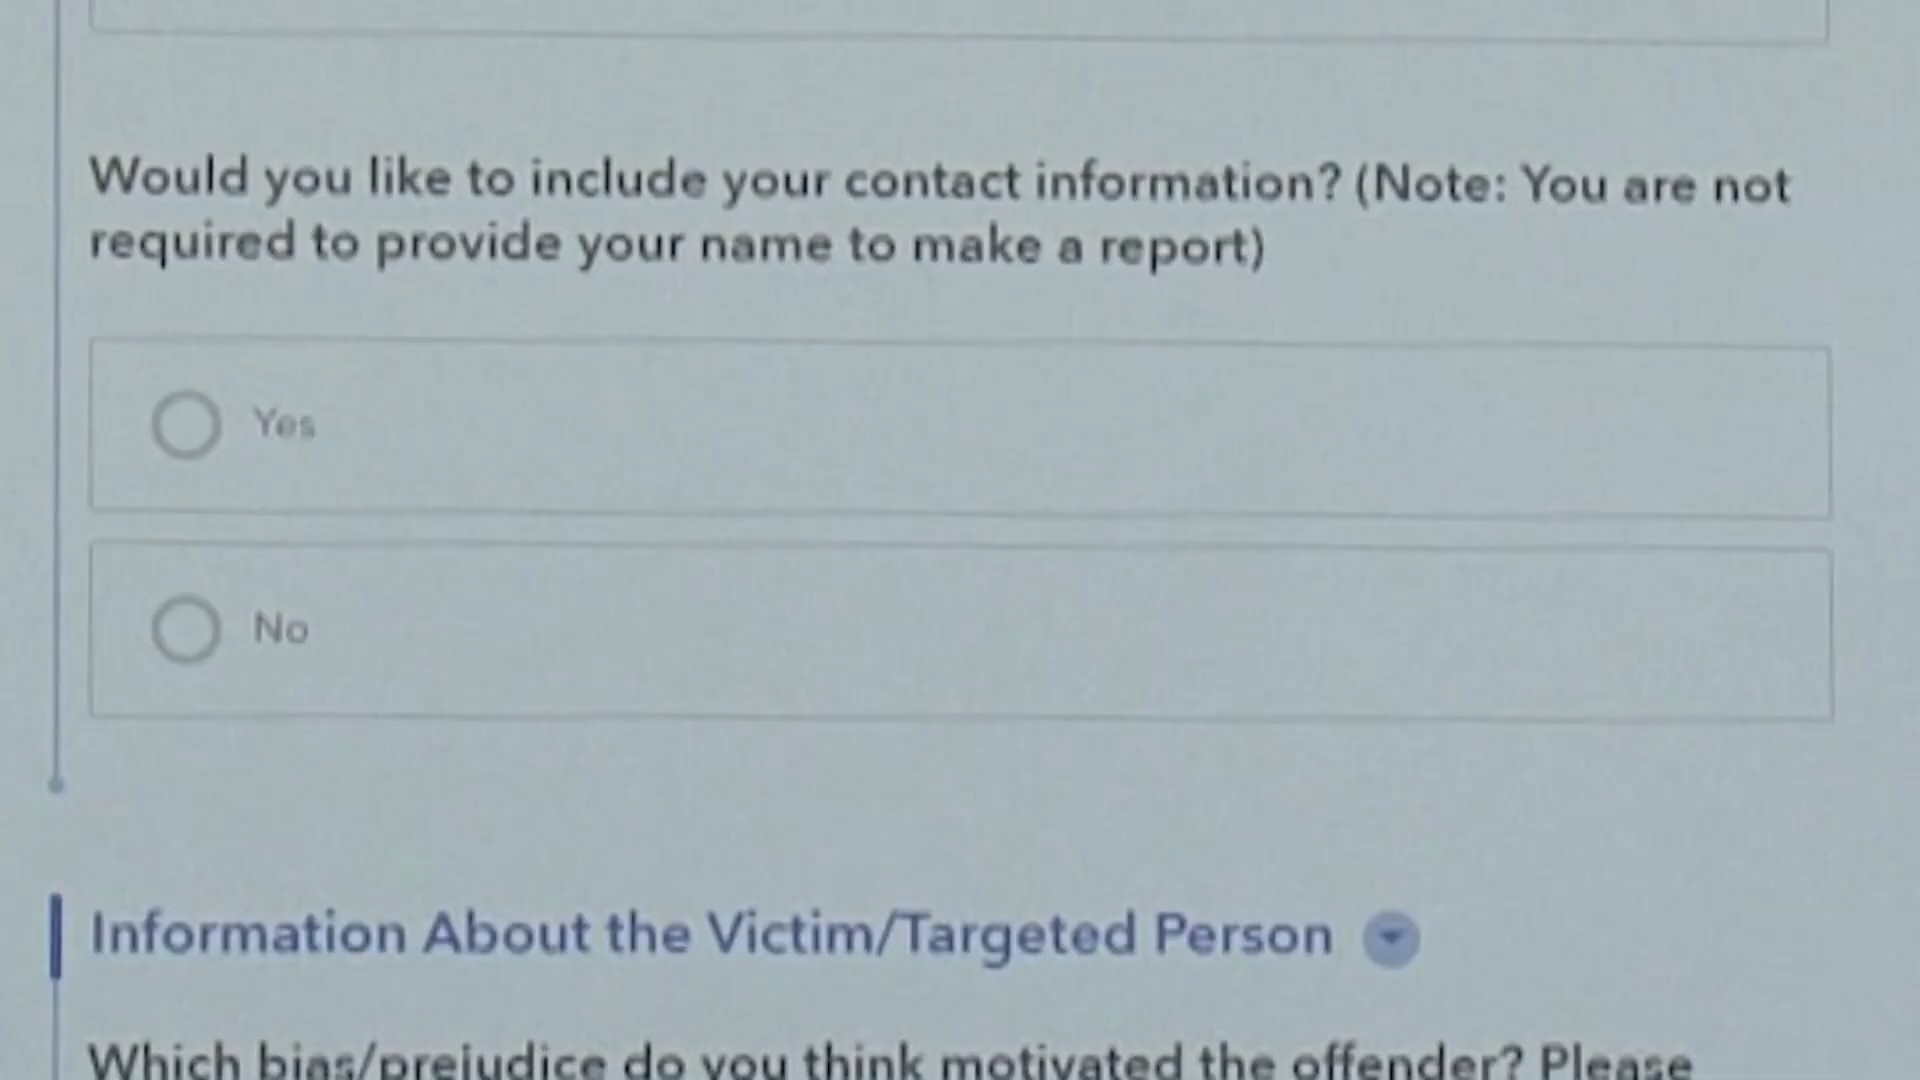 Would you like to include your contact information? (Note: You are not
required to provide your name to make a report)
Yes
No
Information About the Victim/Targeted Person
Which bias/prejudice do you think motivated the offender? Please